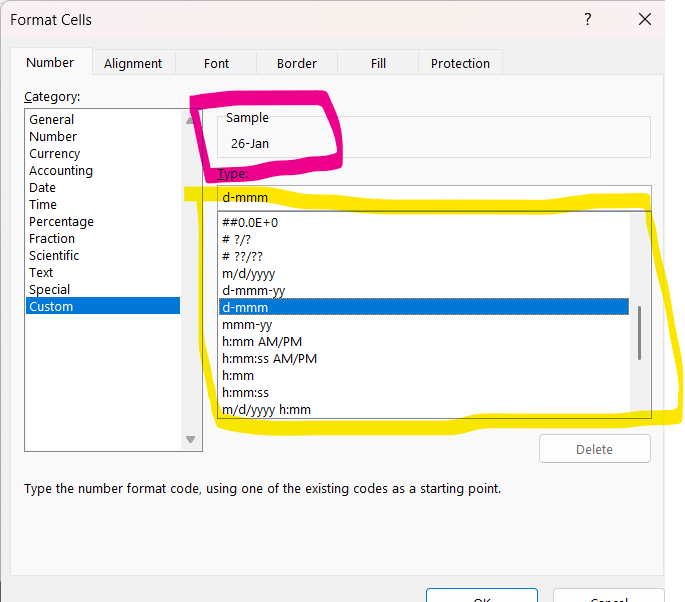 Format Cells
?
Number Alignment Font Border Fill Protection
Category:
General
Number
Currency
Accounting
Date
Time
Percentage
Fraction
Scientific
Text
Special
Custom
Sample
26-Jan
Type:
d-mmm
##0.0E+0
# ?/?
# ??/??
m/d/yyyy
d-mmm-yy
d-mmm
mmm-yy
h:mm AM/PM
h:mm:ss AM/PM
h:mm
h:mm:ss
m/d/yyyy h:mm
Delete
Type the number format code, using one of the existing codes as a starting point.
OK Cancel